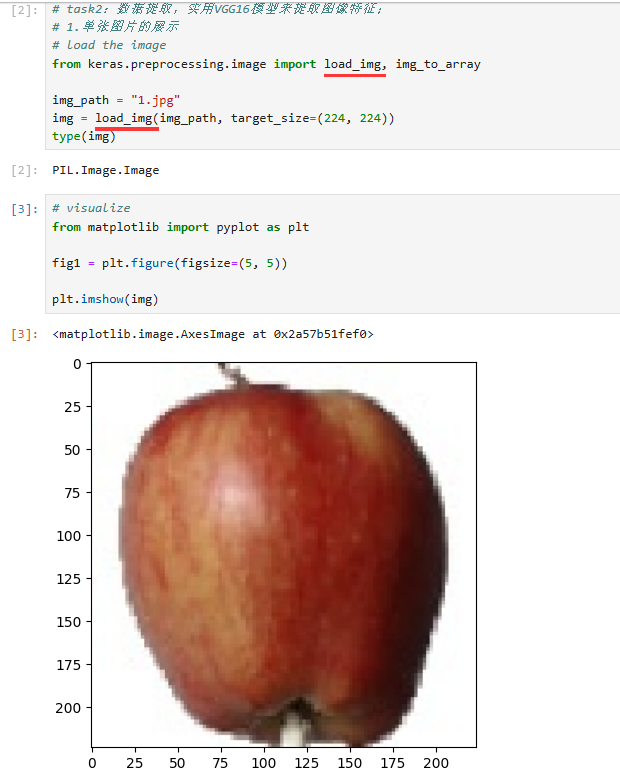 [2]: # task2：数据提取，实用VGG16模型来提取图像特征；
# 1.单张图片的展示
# load the image
from keras.preprocessing.image import load_img, img_to_array
img_path = "1.jpg"
img = load_img(img_path, target_size=(224, 224))
type(img)
[2]: PIL.Image.Image
[3]: # visualize
from matplotlib import pyplot as plt
fig1 = plt.figure(figsize=(5, 5))
plt.imshow(img)
[3]: <matplotlib.image.AxesImage at 0x2a57b51fef0>
0
25
50
75
100
125
150
175
200
0 25 50 75 100 125 150 175 200